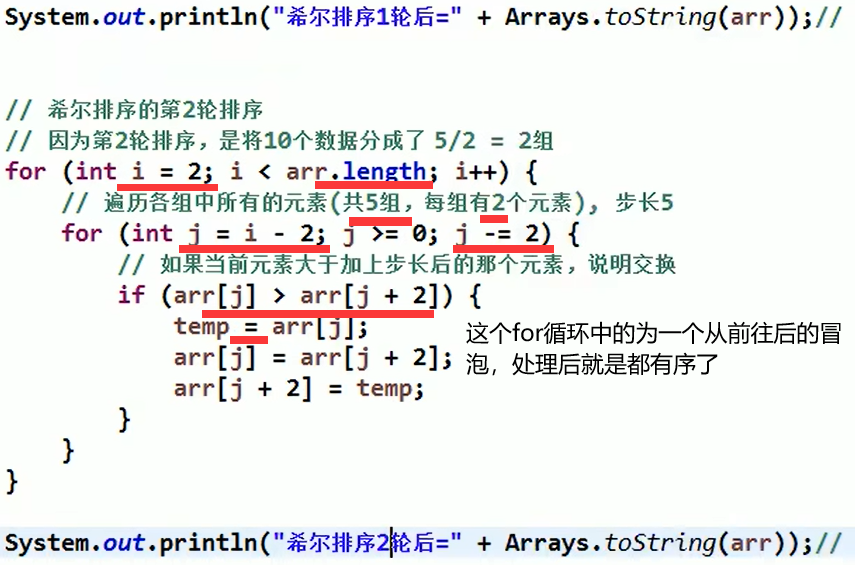 System.out.println("希尔排序1轮后=" + Arrays.toString(arr));//
// 希尔排序的第2轮排序
// 因为第2轮排序，是将10个数据分成了 5/2 = 2组
for (int i = 2; i < arr.length; i++) {
// 遍历各组中所有的元素(共5组，每组有2个元素), 步长5
for (int j = i - 2; j >= 0; j -= 2) {
// 如果当前元素大于加上步长后的那个元素，说明交换
if (arr[j] > arr[j + 2]) {
temp = arr[j];
arr[j] = arr[j + 2];
arr[j + 2] = temp;
这个for循环中的为一个从前往后的冒
泡，处理后就是都有序了
}
}
}
System.out.println("希尔排序2轮后=" + Arrays.toString(arr));//